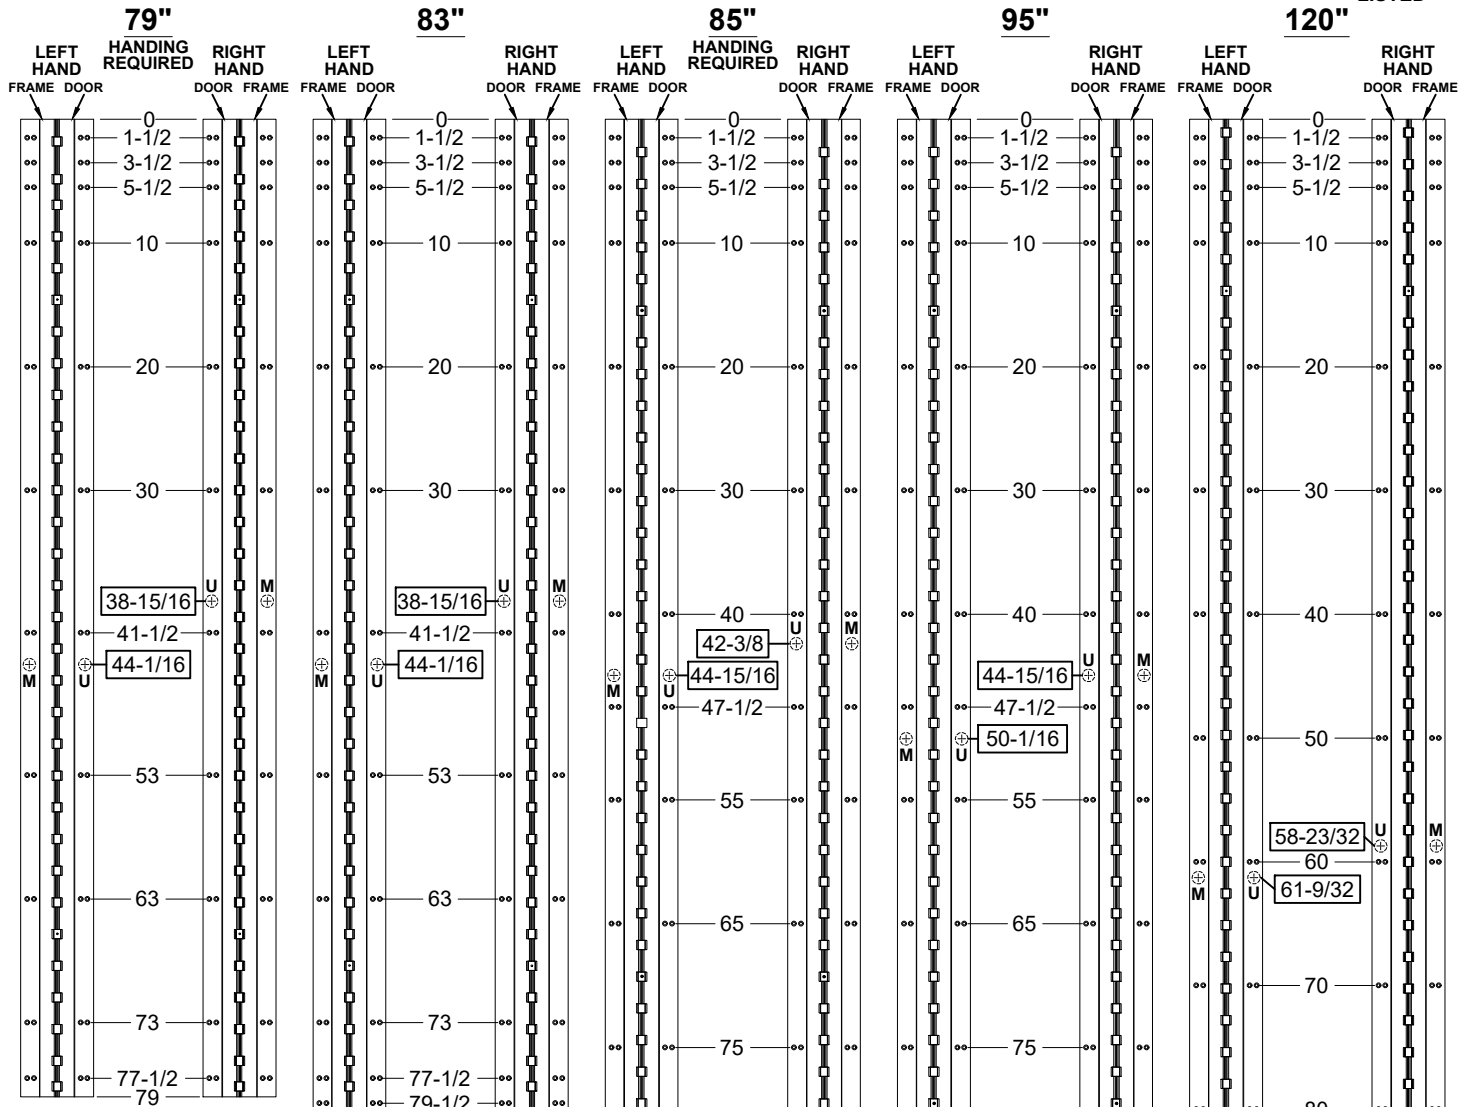 79" 83" 85" 95" 120"
HANDING REQUIRED
HANDING REQUIRED
LEFT HAND RIGHT HAND LEFT HAND RIGHT HAND LEFT HAND RIGHT HAND LEFT HAND RIGHT HAND LEFT HAND RIGHT HAND
FRAME DOOR DOOR FRAME FRAME DOOR DOOR FRAME FRAME DOOR DOOR FRAME FRAME DOOR DOOR FRAME FRAME DOOR DOOR FRAME
0 0 0 0 0
1-1/2 1-1/2 1-1/2 1-1/2 1-1/2
3-1/2 3-1/2 3-1/2 3-1/2 3-1/2
5-1/2 5-1/2 5-1/2 5-1/2 5-1/2
10 10 10 10 10
20 20 20 20 20
30 30 30 30 30
U M U M
38-15/16 38-15/16
40 40 40
41-1/2 41-1/2
U M
42-3/8
44-1/16 44-1/16
M U M U
U M
44-15/16 44-15/16
M U
47-1/2 47-1/2
50
50-1/16
M U
53 53
55 55
U M
58-23/32
60
61-9/32
M U
63 63
65 65
70
73 73
75 75
77-1/2 77-1/2
79 79-1/2